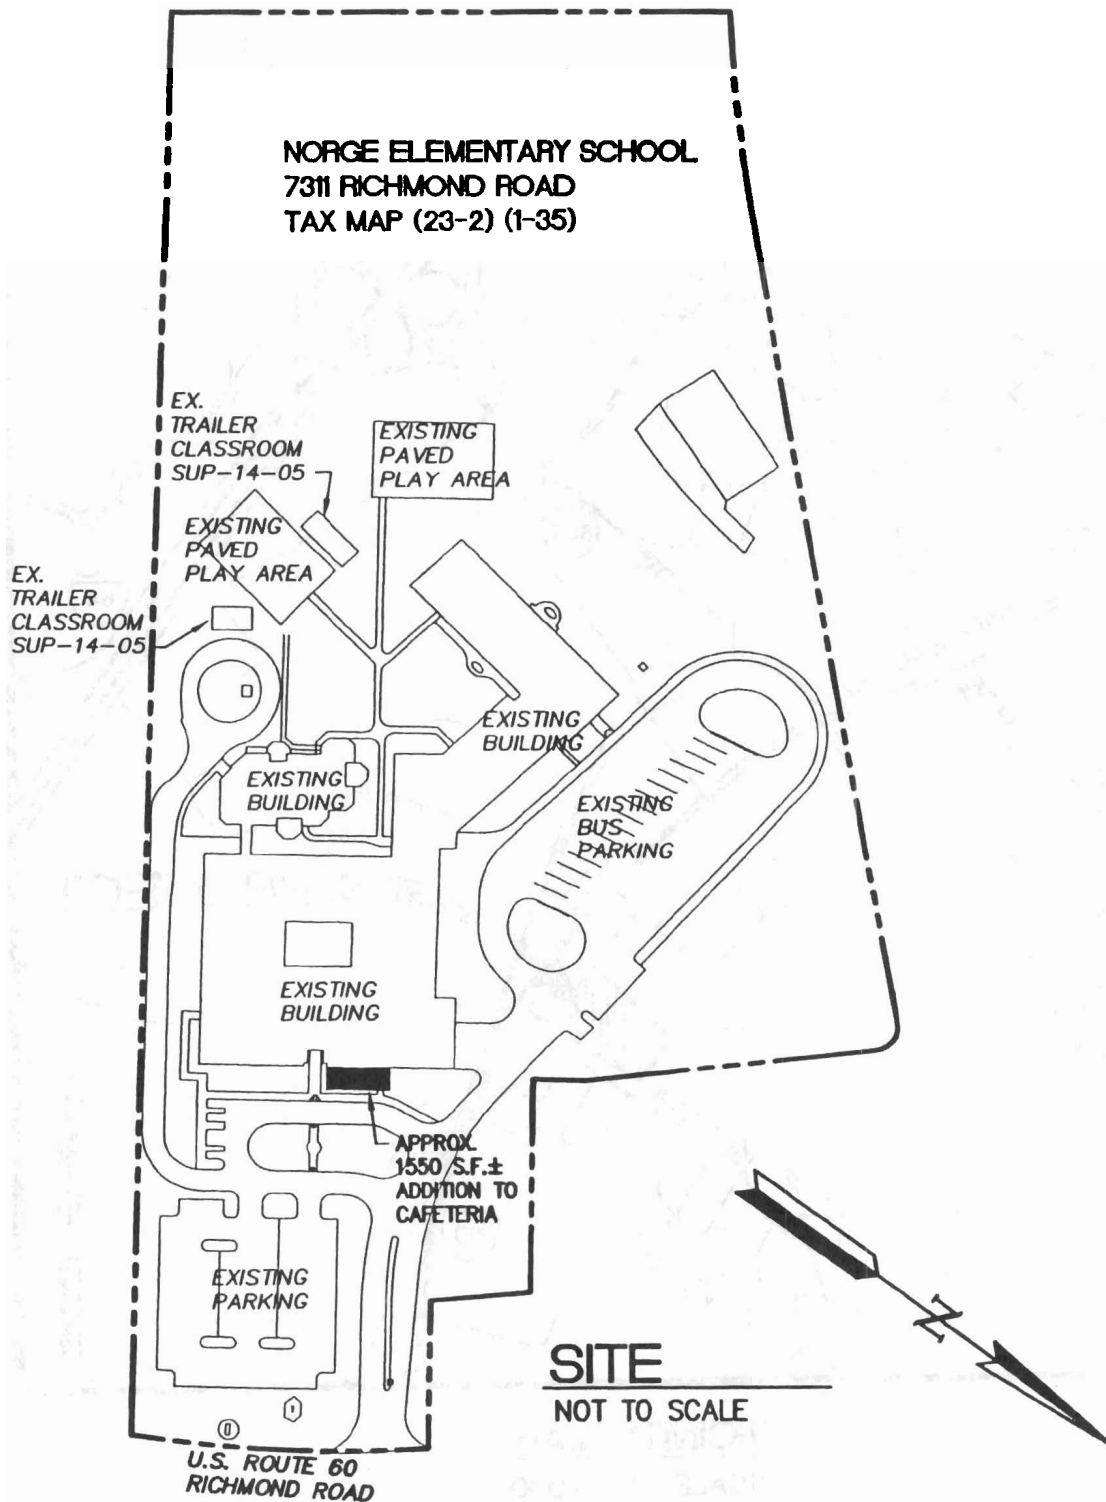 NORGE ELEMENTARY SCHOOL
7311 RICHMOND ROAD
TAX MAP (23-2) (1-35)
EX.
TRAILER
CLASSROOM
SUP-14-05
EXISTING
PAVED
PLAY AREA
EXISTING
PAVED
PLAY AREA
EX.
TRAILER
CLASSROOM
SUP-14-05
EXISTING
BUILDING
EXISTING
BUILDING
EXISTING
BUS
PARKING
EXISTING
BUILDING
APPROX.
1550 S.F.±
ADDITION TO
CAFETERIA
EXISTING
PARKING
N
SITE
NOT TO SCALE
U.S. ROUTE 60
RICHMOND ROAD